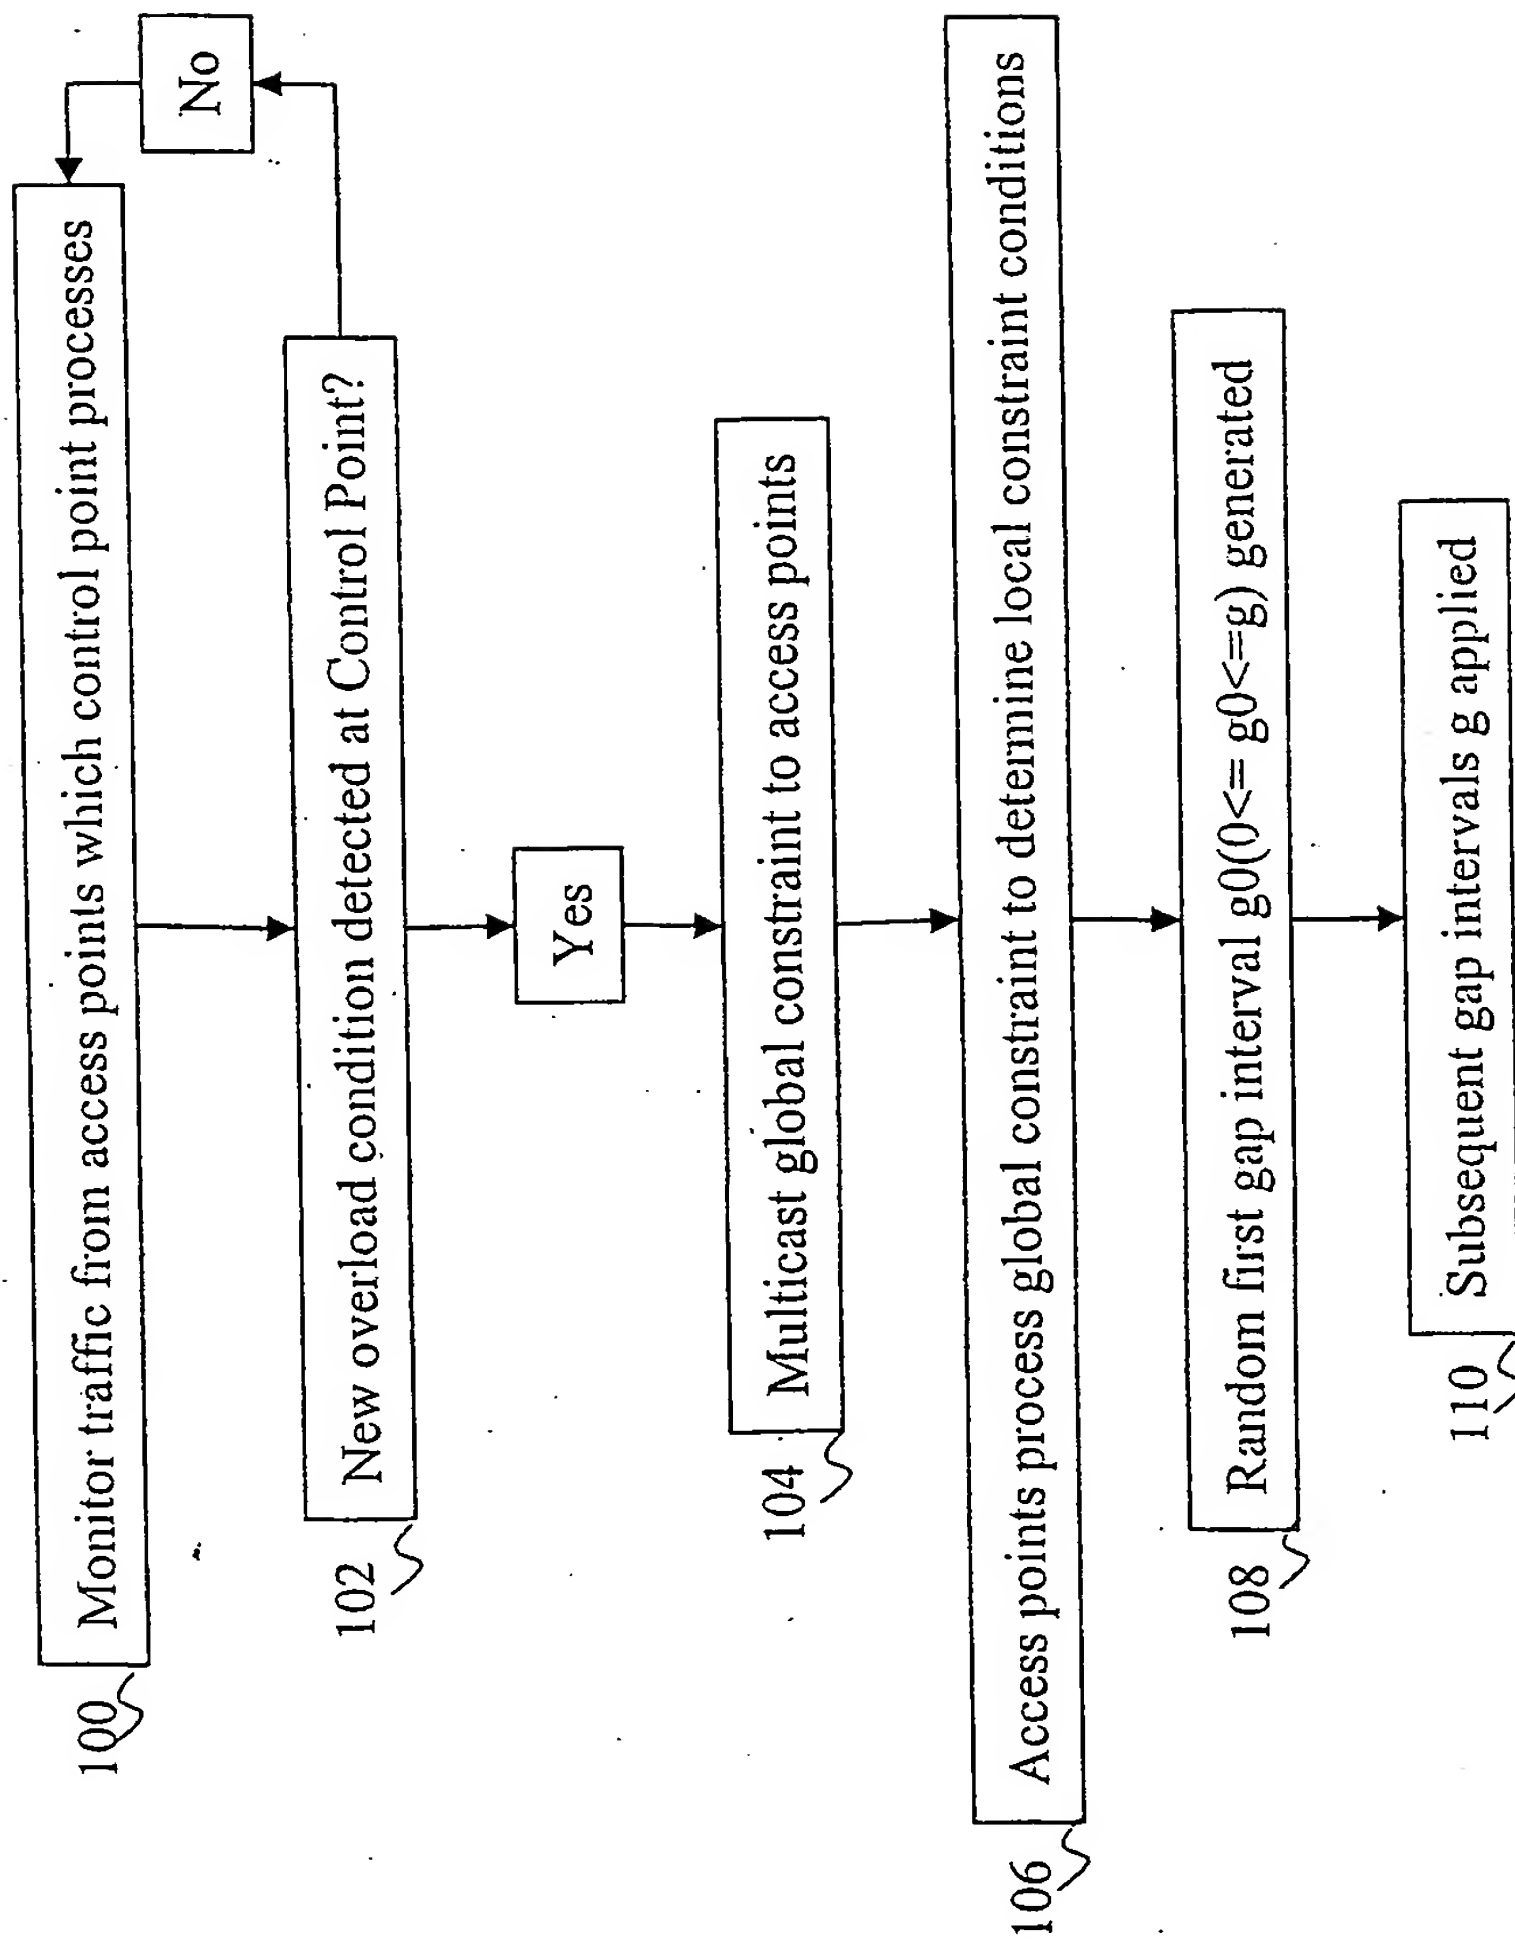 100 Monitor traffic from access points which control point processes
No
102 New overload condition detected at Control Point?
Yes
104 Multicast global constraint to access points
106 Access points process global constraint to determine local constraint conditions
108 Random first gap interval g0(0<= g0<=g) generated
110 Subsequent gap intervals g applied